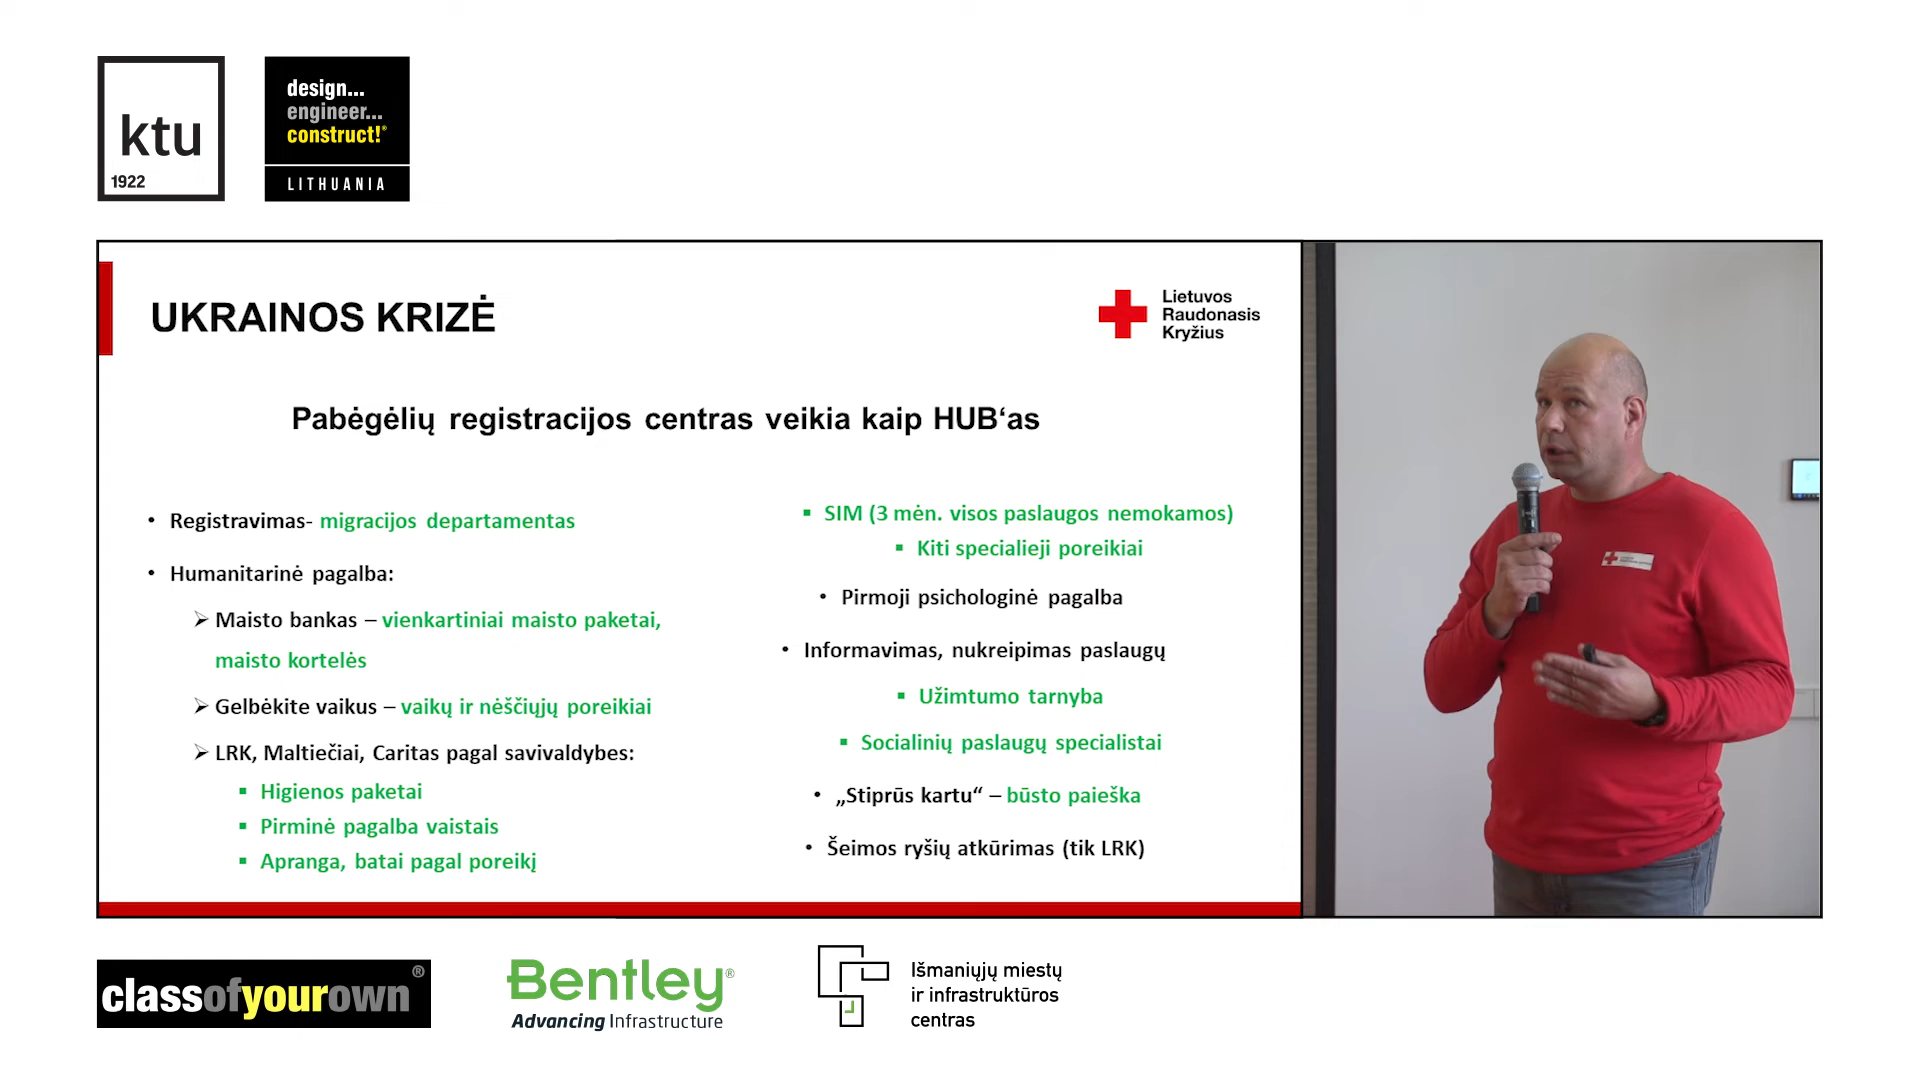 ktu
1922
design...
engineer...
construct!®
LITHUANIA
UKRAINOS KRIZĖ
Lietuvos
Raudonasis
Kryžius
Pabėgėlių registracijos centras veikia kaip HUB‘as
• Registravimas- migracijos departamentas
• Humanitarinė pagalba:
➢ Maisto bankas – vienkartiniai maisto paketai,
maisto kortelės
➢ Gelbėkite vaikus – vaikų ir nėščiųjų poreikiai
➢ LRK, Maltiečiai, Caritas pagal savivaldybes:
▪ Higienos paketai
▪ Pirminė pagalba vaistais
▪ Apranga, batai pagal poreikį
▪ SIM (3 mėn. visos paslaugos nemokamos)
▪ Kiti specialieji poreikiai
• Pirmoji psichologinė pagalba
• Informavimas, nukreipimas paslaugų
▪ Užimtumo tarnyba
▪ Socialinių paslaugų specialistai
• „Stiprūs kartu“ – būsto paieška
• Šeimos ryšių atkūrimas (tik LRK)
classofyourown®
Bentley®
Advancing Infrastructure
Išmaniųjų miestų
ir infrastruktūros
centras